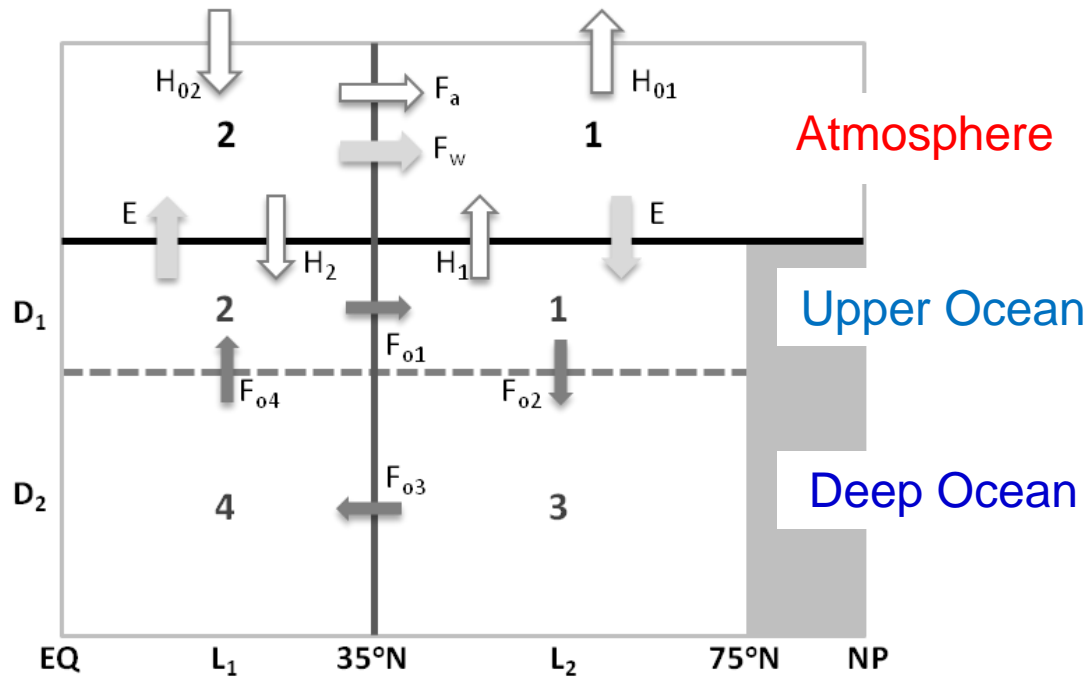 H02
Fa
H01
2
1
Atmosphere
Fw
E
E
H2
H1
D1
2
1
Upper Ocean
Fo1
Fo4
Fo2
D2
4
Fo3
3
Deep Ocean
EQ
L1
35°N
L2
75°N
NP